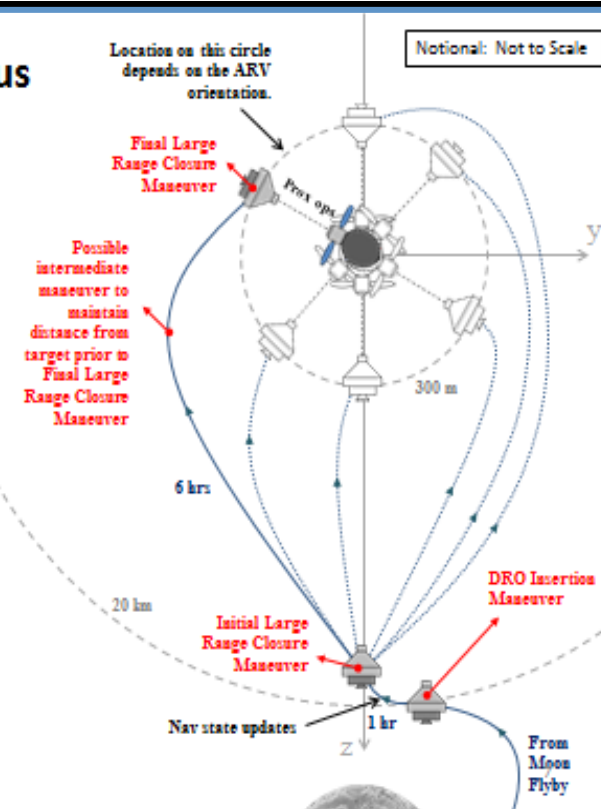 us
Notional: Not to Scale
Location on this circle
depends on the ARV
orientation.
Final Large
Range Closure
Maneuver
Prox ops
y
Possible
intermediate
maneuver to
maintain
distance from
target prior to
Final Large
Range Closure
Maneuver
300 m
6 hrs
20 km
DRO Insertion
Maneuver
Initial Large
Range Closure
Maneuver
Nav state updates
1 hr
z
From
Moon
Flyby